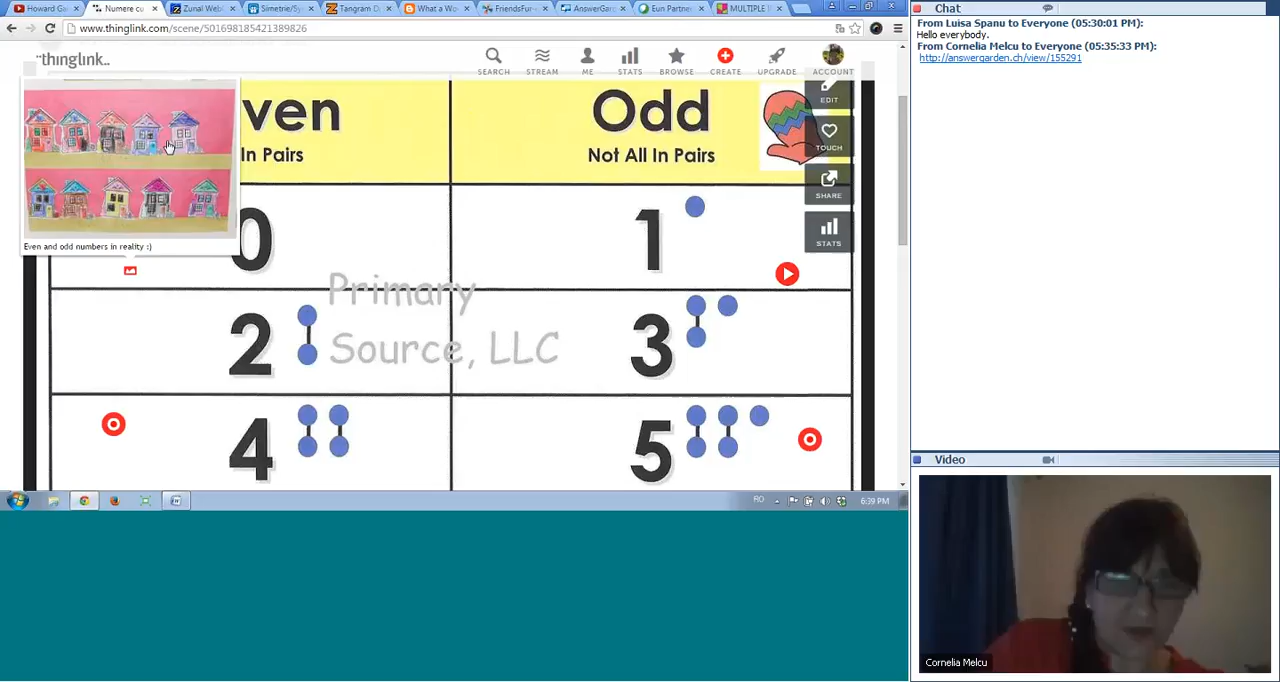 Howard Ga
Numere cu
Zunal Web
Simetrie/Sy
Tangram D
What a Wo
FriendsFur
AnswerGar
Eun Partne
MULTIPLE
www.thinglink.com/scene/501698185421389826
thinglink..
SEARCH STREAM ME STATS BROWSE CREATE UPGRADE ACCOUNT
EDIT
TOUCH
SHARE
STATS
ven
In Pairs
Odd
Not All In Pairs
Even and odd numbers in reality :)
0 1
2 3
4 5
Primary
Source, LLC
RO
6:39 PM
Chat
From Luisa Spanu to Everyone (05:30:01 PM):
Hello everybody.
From Cornelia Melcu to Everyone (05:35:33 PM):
http://answergarden.ch/view/155291
Video
Cornelia Melcu